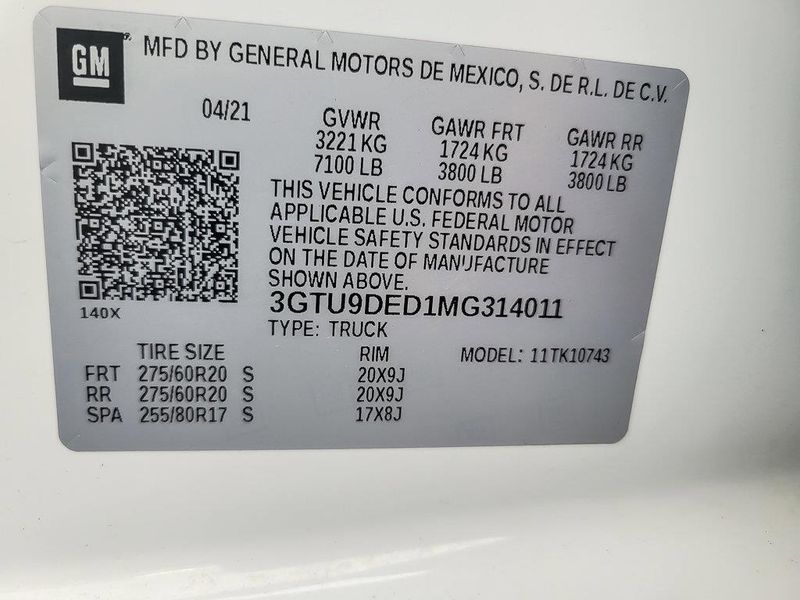 GM
MFD BY GENERAL MOTORS DE MEXICO, S. DE R.L. DE C.V.
04/21 GVWR GAWR FRT GAWR RR
3221 KG 1724 KG 1724 KG
7100 LB 3800 LB 3800 LB
THIS VEHICLE CONFORMS TO ALL
APPLICABLE U.S. FEDERAL MOTOR
VEHICLE SAFETY STANDARDS IN EFFECT
ON THE DATE OF MANUFACTURE
SHOWN ABOVE.
140X 3GTU9DED1MG314011
TYPE: TRUCK
TIRE SIZE RIM MODEL: 11TK10743
FRT 275/60R20 S 20X9J
RR 275/60R20 S 20X9J
SPA 255/80R17 S 17X8J